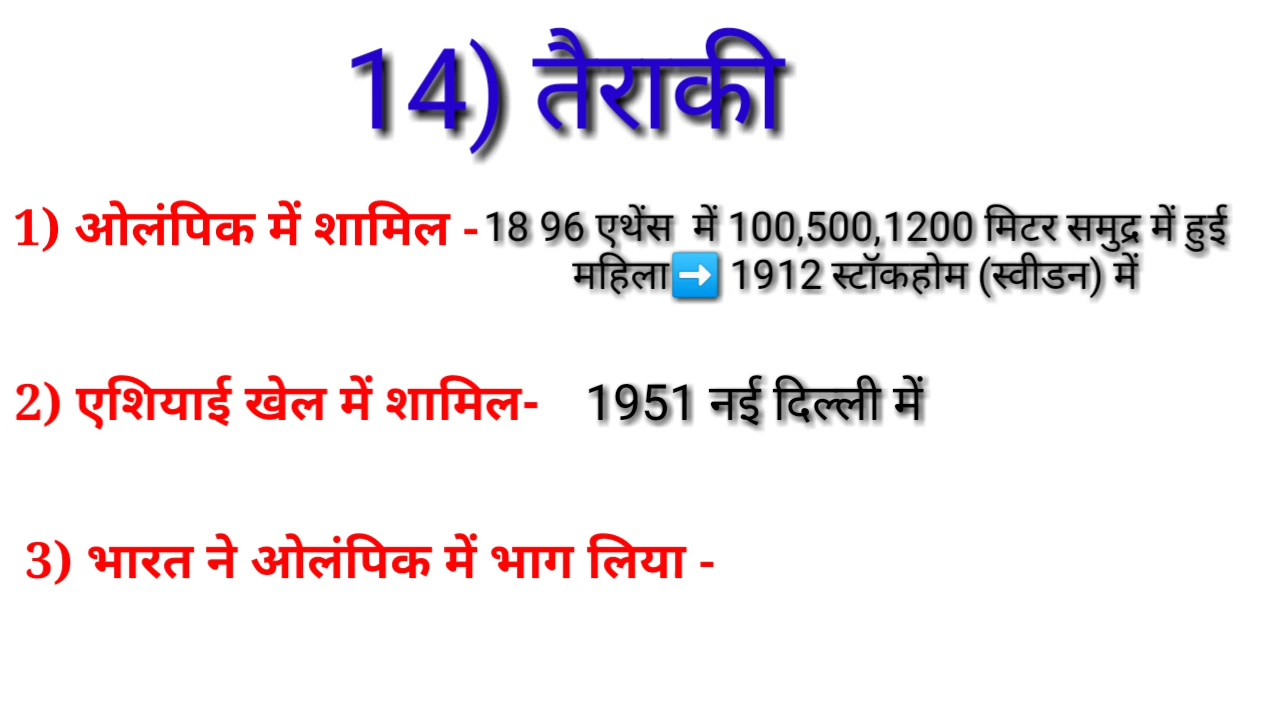 14) तैराकी
1) ओलंपिक में शामिल - 18 96 एथेंस में 100,500,1200 मिटर समुद्र में हुई
महिला➡ 1912 स्टॉकहोम (स्वीडन) में
2) एशियाई खेल में शामिल- 1951 नई दिल्ली में
3) भारत ने ओलंपिक में भाग लिया -